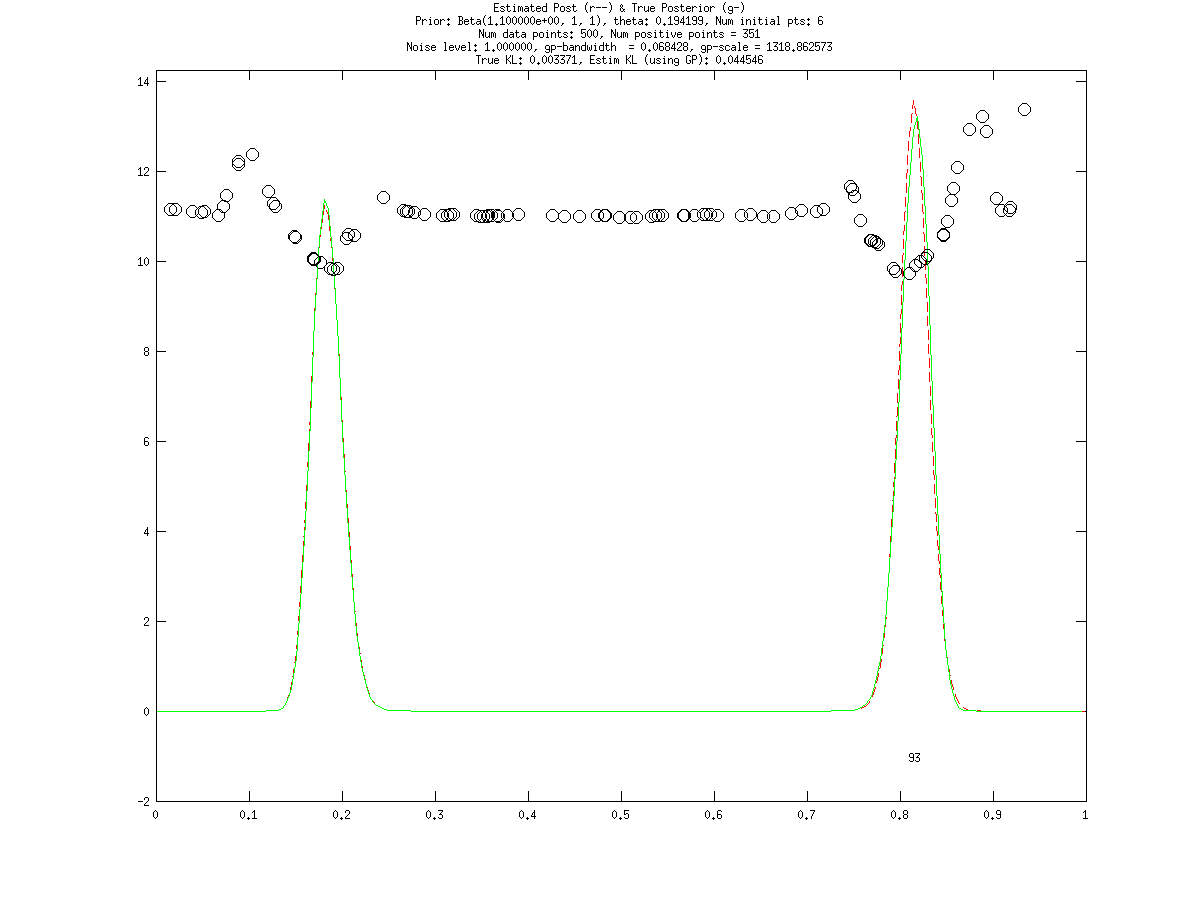 Estimated Post (r--) & True Posterior (g-)
Prior: Beta(1.100000e+00, 1, 1), theta: 0.194199, Num initial pts: 6
Num data points: 500, Num positive points = 351
Noise level: 1.000000, gp-bandwidth  = 0.068428, gp-scale = 1318.862573
True KL: 0.003371, Estim KL (using GP): 0.044546
14
12
10
8
6
4
2
0
93
-2
0 0.1 0.2 0.3 0.4 0.5 0.6 0.7 0.8 0.9 1